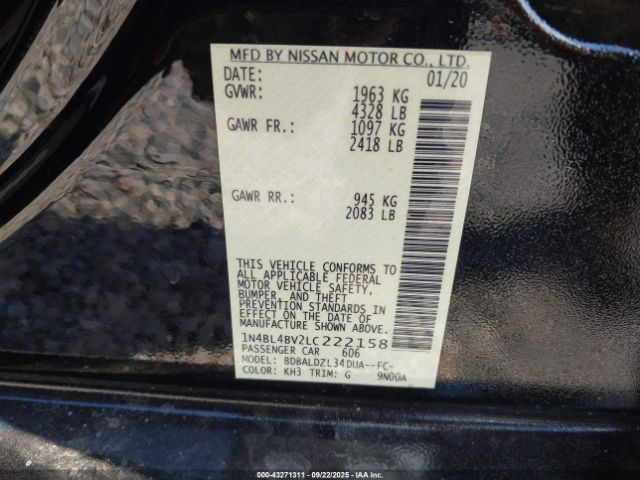 MFD BY NISSAN MOTOR CO., LTD.
DATE: 01/20
GVWR: 1963 KG
4328 LB
GAWR FR.: 1097 KG
2418 LB
GAWR RR.: 945 KG
2083 LB
THIS VEHICLE CONFORMS TO
ALL APPLICABLE FEDERAL
MOTOR VEHICLE SAFETY,
BUMPER, AND THEFT
PREVENTION STANDARDS
IN EFFECT ON THE DATE OF
MANUFACTURE SHOWN ABOVE.
1N4BL4BV2LC222158
PASSENGER CAR 606
MODEL: BDBALDZL34DUA--FC-
COLOR: KH3 TRIM: G 9N00A
000-43271311 - 09/22/2025 - IAA Inc.